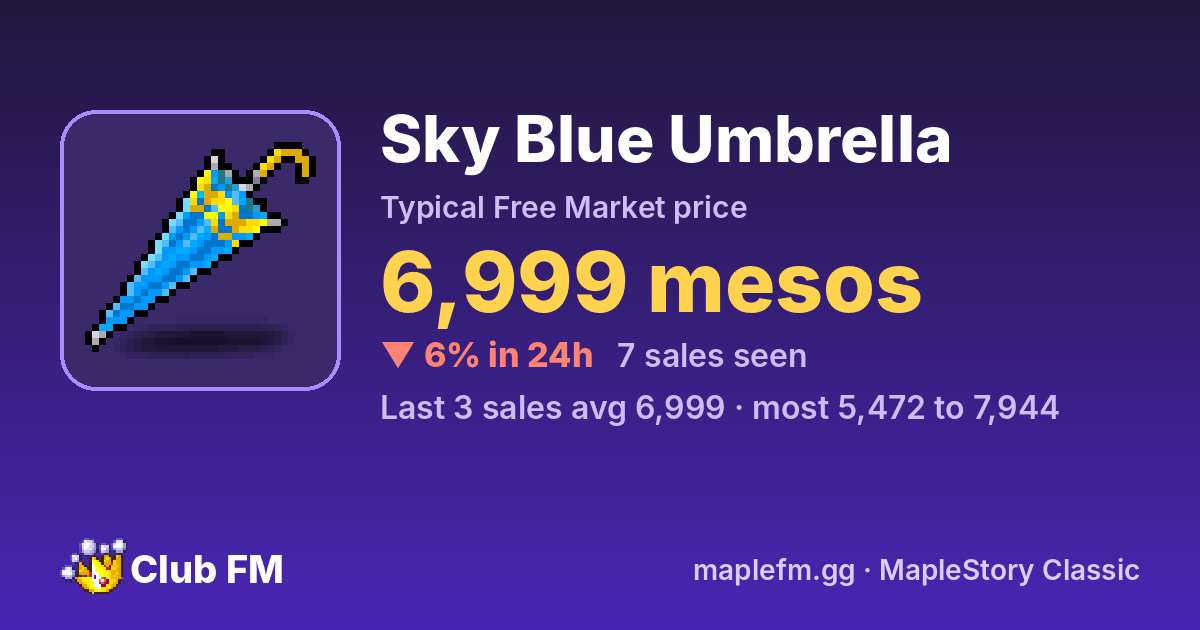 Sky Blue Umbrella
Typical Free Market price
6,999 mesos
▼ 6% in 24h 7 sales seen
Last 3 sales avg 6,999 · most 5,472 to 7,944
Club FM
maplefm.gg · MapleStory Classic